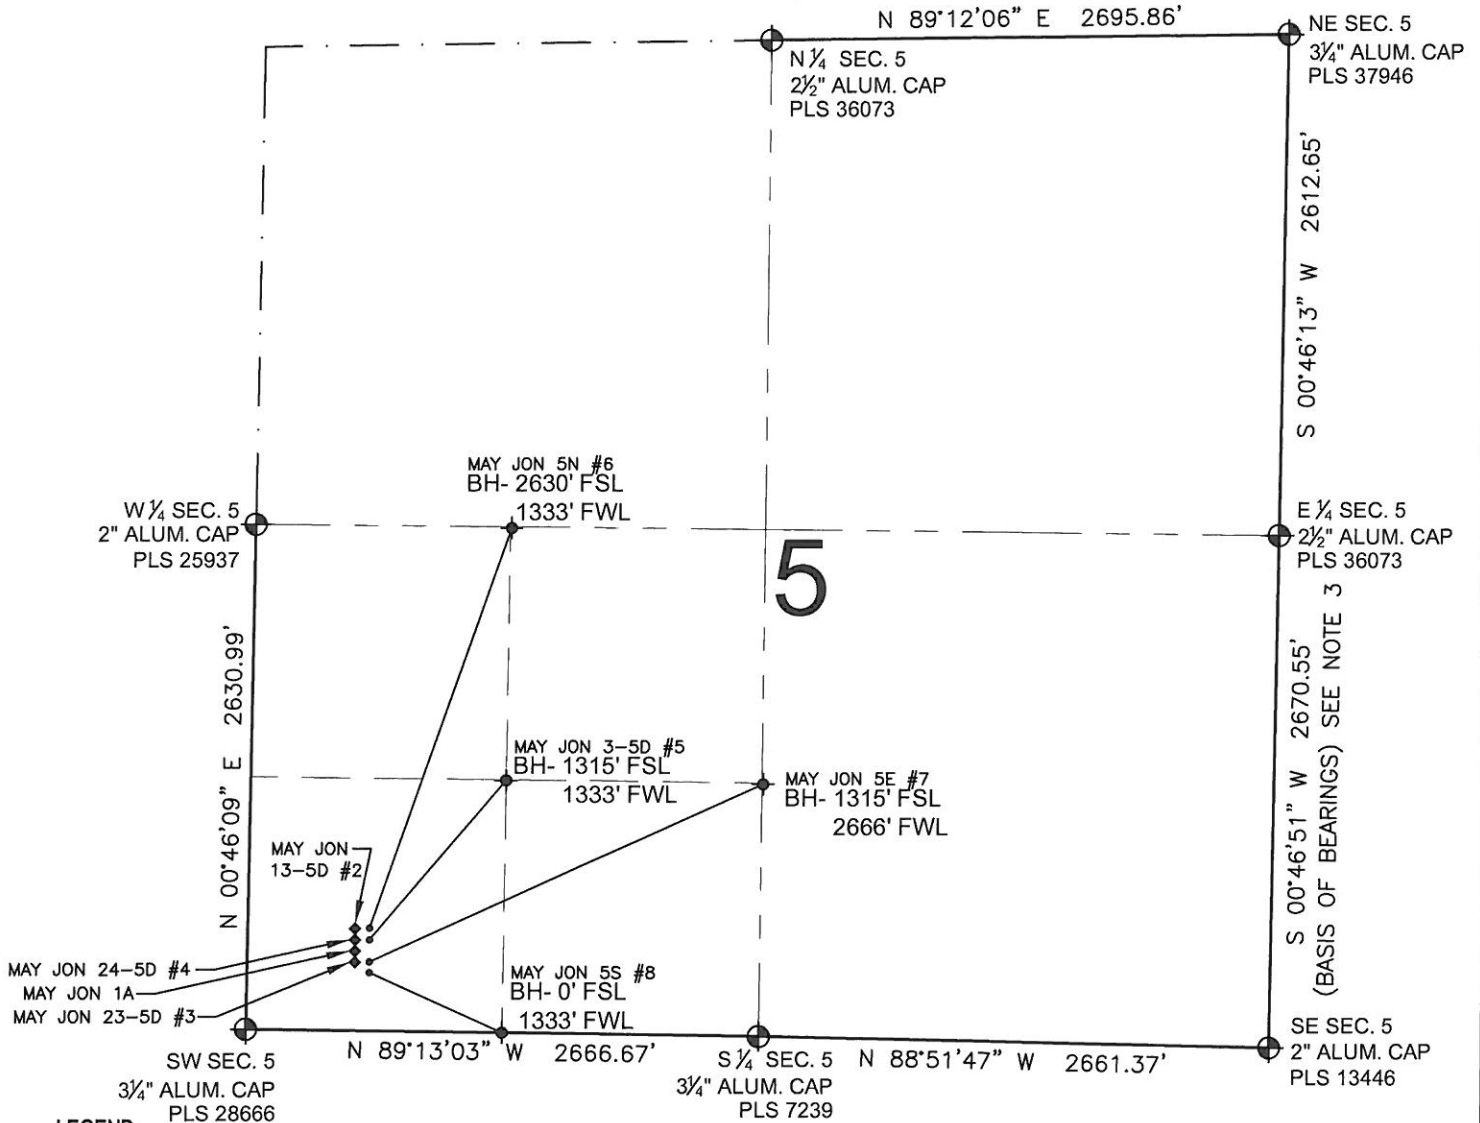 N 89°12'06" E 2695.86'
NE SEC. 5
3¼" ALUM. CAP
PLS 37946
N ¼ SEC. 5
2½" ALUM. CAP
PLS 36073
S 00°46'13" W 2612.65'
MAY JON 5N #6
BH- 2630' FSL
1333' FWL
W ¼ SEC. 5
2" ALUM. CAP
PLS 25937
E ¼ SEC. 5
2½" ALUM. CAP
PLS 36073
5
N 00°46'09" E 2630.99'
S 00°46'51" W 2670.55'
(BASIS OF BEARINGS) SEE NOTE 3
MAY JON 3-5D #5
BH- 1315' FSL
1333' FWL
MAY JON 5E #7
BH- 1315' FSL
2666' FWL
MAY JON
13-5D #2
MAY JON 24-5D #4
MAY JON 1A
MAY JON 23-5D #3
MAY JON 5S #8
BH- 0' FSL
1333' FWL
SW SEC. 5
3¼" ALUM. CAP
PLS 28666
N 89°13'03" W 2666.67'
S ¼ SEC. 5
3¼" ALUM. CAP
PLS 7239
N 88°51'47" W 2661.37'
SE SEC. 5
2" ALUM. CAP
PLS 13446
LEGEND